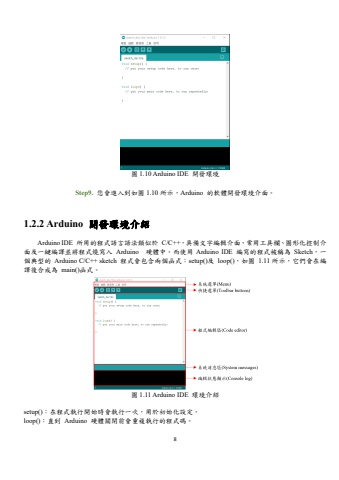 void setup() {
// put your setup code here, to run once:
}
void loop() {
// put your main code here, to run repeatedly:
}
圖 1.10 Arduino IDE 開發環境
Step9. 您會進入到如圖 1.10 所示，Arduino 的軟體開發環境介面。
1.2.2 Arduino 開發環境介紹
Arduino IDE 所用的程式語言語法類似於 C/C++，具備文字編輯介面、常用工具欄、圖形化控制介
面及一鍵編譯並將程式燒寫入 Arduino 硬體中。而使用 Arduino IDE 編寫的程式被稱為 Sketch，一
個典型的 Arduino C/C++ sketch 程式會包含兩個函式：setup()及 loop()，如圖 1.11 所示，它們會在編
譯後合成為 main()函式。
系統選單(Menu)
快捷選單(Toolbar buttons)
void setup() {
// put your setup code here, to run once:
}
void loop() {
// put your main code here, to run repeatedly:
}
程式編輯區(Code editor)
系統訊息區(System messages)
編輯狀態顯示(Console log)
圖 1.11 Arduino IDE 環境介紹
setup()：在程式執行開始時會執行一次，用於初始化設定。
loop()：直到 Arduino 硬體關閉前會重複執行的程式碼。
8